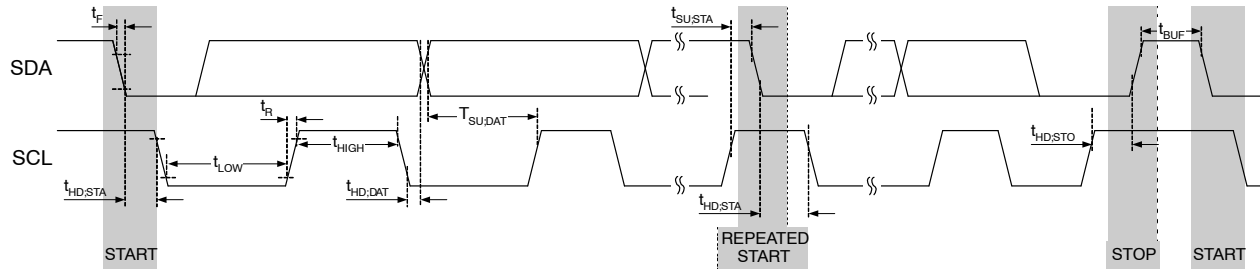 tF
tSU;STA
tBUF
SDA
tR
TSU;DAT
SCL
tLOW
tHIGH
tHD;STO
tHD;STA
tHD;DAT
tHD;STA
START
REPEATED
START
STOP
START